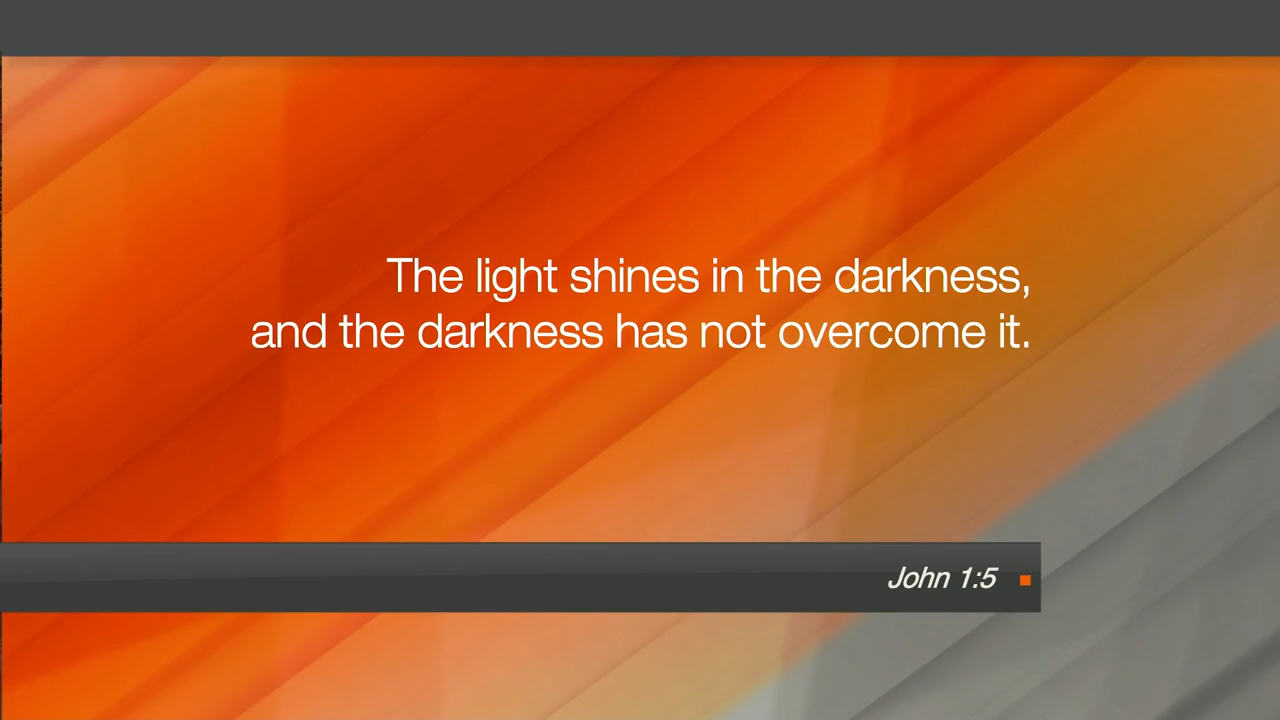 The light shines in the darkness,
and the darkness has not overcome it.
John 1:5